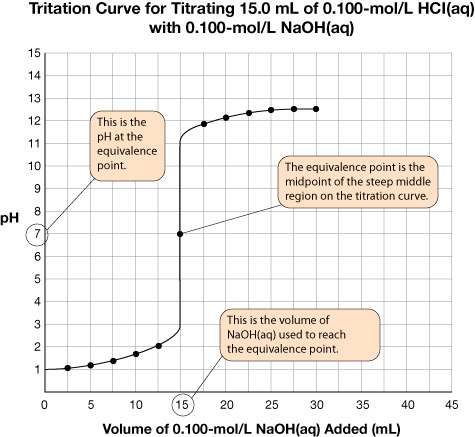 Tritation Curve for Titrating 15.0 mL of 0.100-mol/L HCl(aq)
with 0.100-mol/L NaOH(aq)
15
14
13
12
11
10
9
8
7
6
5
4
3
2
1
pH
This is the
pH at the
equivalence
point.
The equivalence point is the
midpoint of the steep middle
region on the titration curve.
This is the volume of
NaOH(aq) used to reach
the equivalence point.
0 5 10 15 20 25 30 35 40 45
Volume of 0.100-mol/L NaOH(aq) Added (mL)